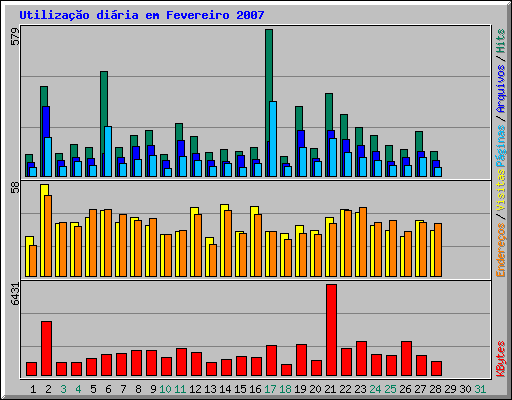 Utilização diária em Fevereiro 2007
579
58
6431
Endereços / Visitas Páginas / Arquivos / Hits
KBytes
1 2 3 4 5 6 7 8 9 10 11 12 13 14 15 16 17 18 19 20 21 22 23 24 25 26 27 28 29 30 31